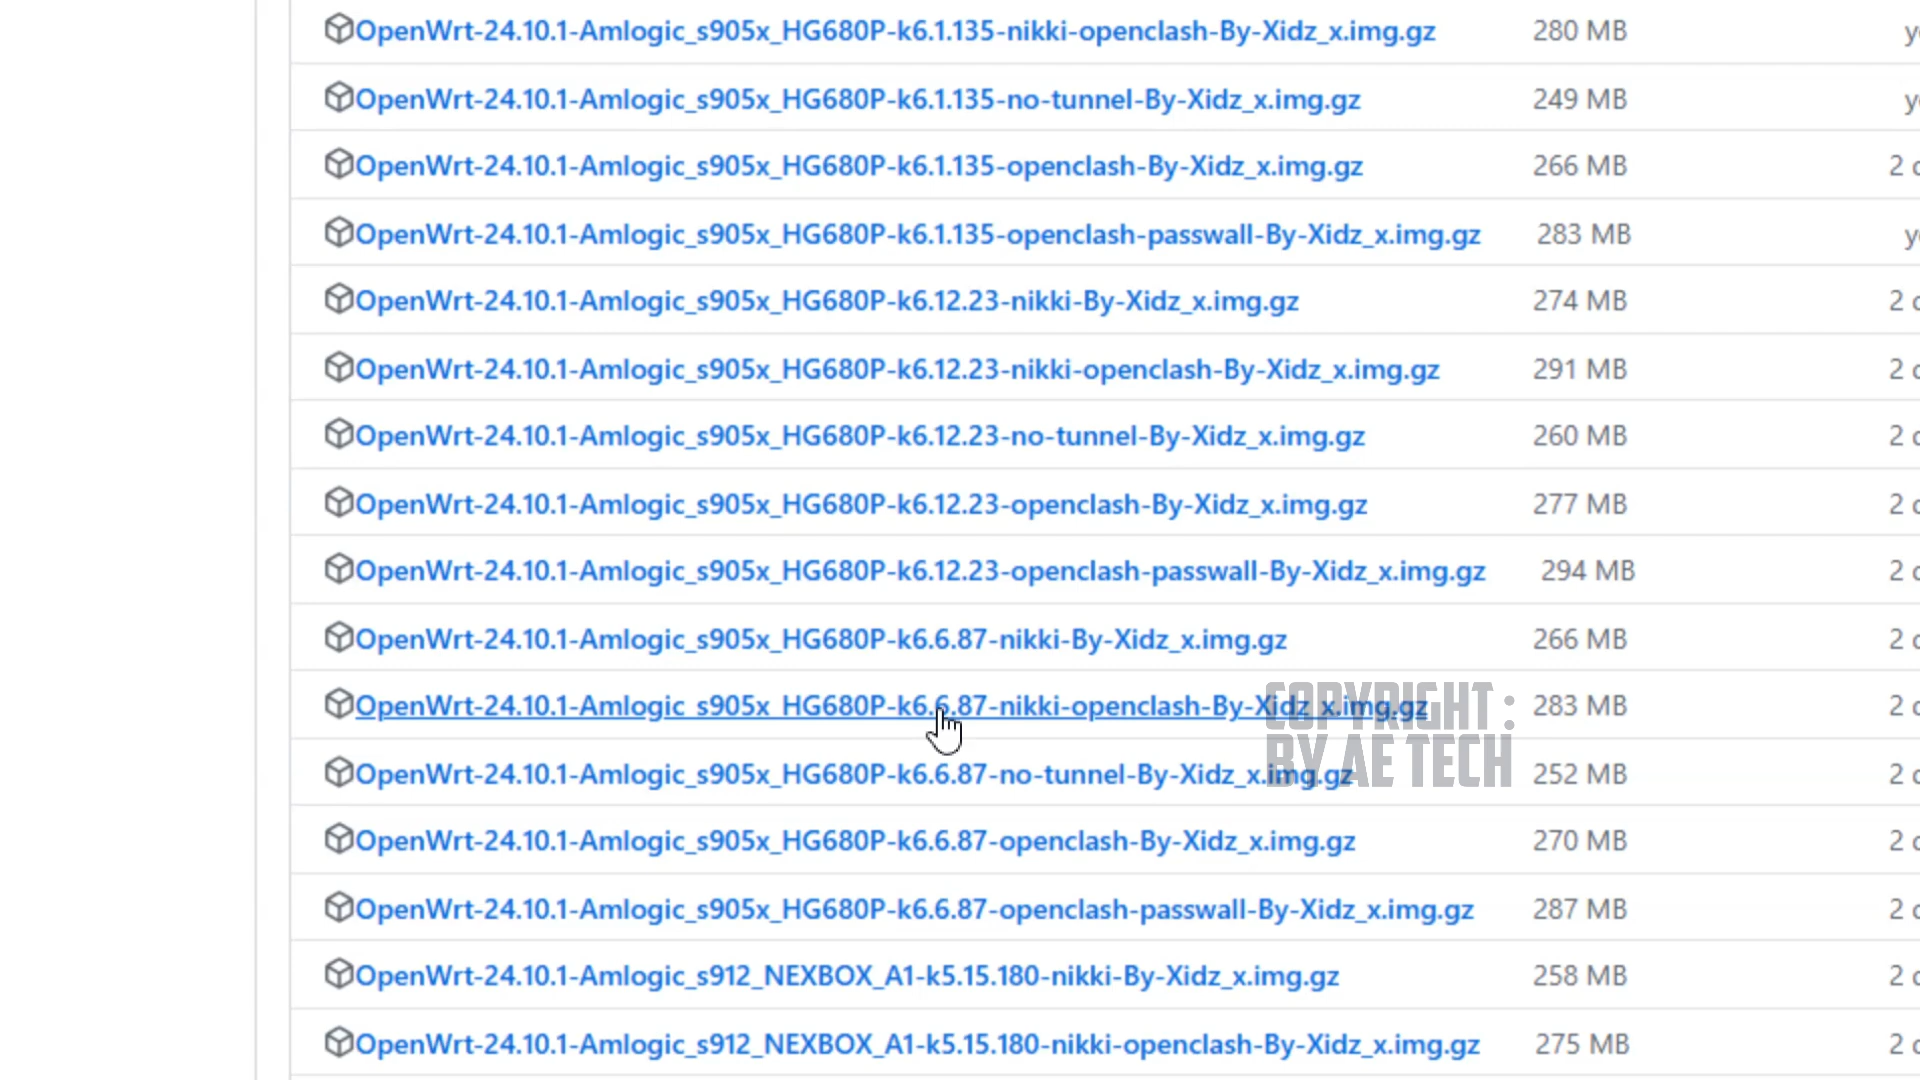 OpenWrt-24.10.1-Amlogic_s905x_HG680P-k6.1.135-nikki-openclash-By-Xidz_x.img.gz 280 MB
OpenWrt-24.10.1-Amlogic_s905x_HG680P-k6.1.135-no-tunnel-By-Xidz_x.img.gz 249 MB
OpenWrt-24.10.1-Amlogic_s905x_HG680P-k6.1.135-openclash-By-Xidz_x.img.gz 266 MB 2
OpenWrt-24.10.1-Amlogic_s905x_HG680P-k6.1.135-openclash-passwall-By-Xidz_x.img.gz 283 MB
OpenWrt-24.10.1-Amlogic_s905x_HG680P-k6.12.23-nikki-By-Xidz_x.img.gz 274 MB 2
OpenWrt-24.10.1-Amlogic_s905x_HG680P-k6.12.23-nikki-openclash-By-Xidz_x.img.gz 291 MB 2
OpenWrt-24.10.1-Amlogic_s905x_HG680P-k6.12.23-no-tunnel-By-Xidz_x.img.gz 260 MB 2
OpenWrt-24.10.1-Amlogic_s905x_HG680P-k6.12.23-openclash-By-Xidz_x.img.gz 277 MB 2
OpenWrt-24.10.1-Amlogic_s905x_HG680P-k6.12.23-openclash-passwall-By-Xidz_x.img.gz 294 MB 2
OpenWrt-24.10.1-Amlogic_s905x_HG680P-k6.6.87-nikki-By-Xidz_x.img.gz 266 MB 2
OpenWrt-24.10.1-Amlogic_s905x_HG680P-k6.6.87-nikki-openclash-By-Xidz_x.img.gz 283 MB 2
COPYRIGHT :
BY AE TECH
OpenWrt-24.10.1-Amlogic_s905x_HG680P-k6.6.87-no-tunnel-By-Xidz_x.img.gz 252 MB 2
OpenWrt-24.10.1-Amlogic_s905x_HG680P-k6.6.87-openclash-By-Xidz_x.img.gz 270 MB 2
OpenWrt-24.10.1-Amlogic_s905x_HG680P-k6.6.87-openclash-passwall-By-Xidz_x.img.gz 287 MB 2
OpenWrt-24.10.1-Amlogic_s912_NEXBOX_A1-k5.15.180-nikki-By-Xidz_x.img.gz 258 MB 2
OpenWrt-24.10.1-Amlogic_s912_NEXBOX_A1-k5.15.180-nikki-openclash-By-Xidz_x.img.gz 275 MB 2